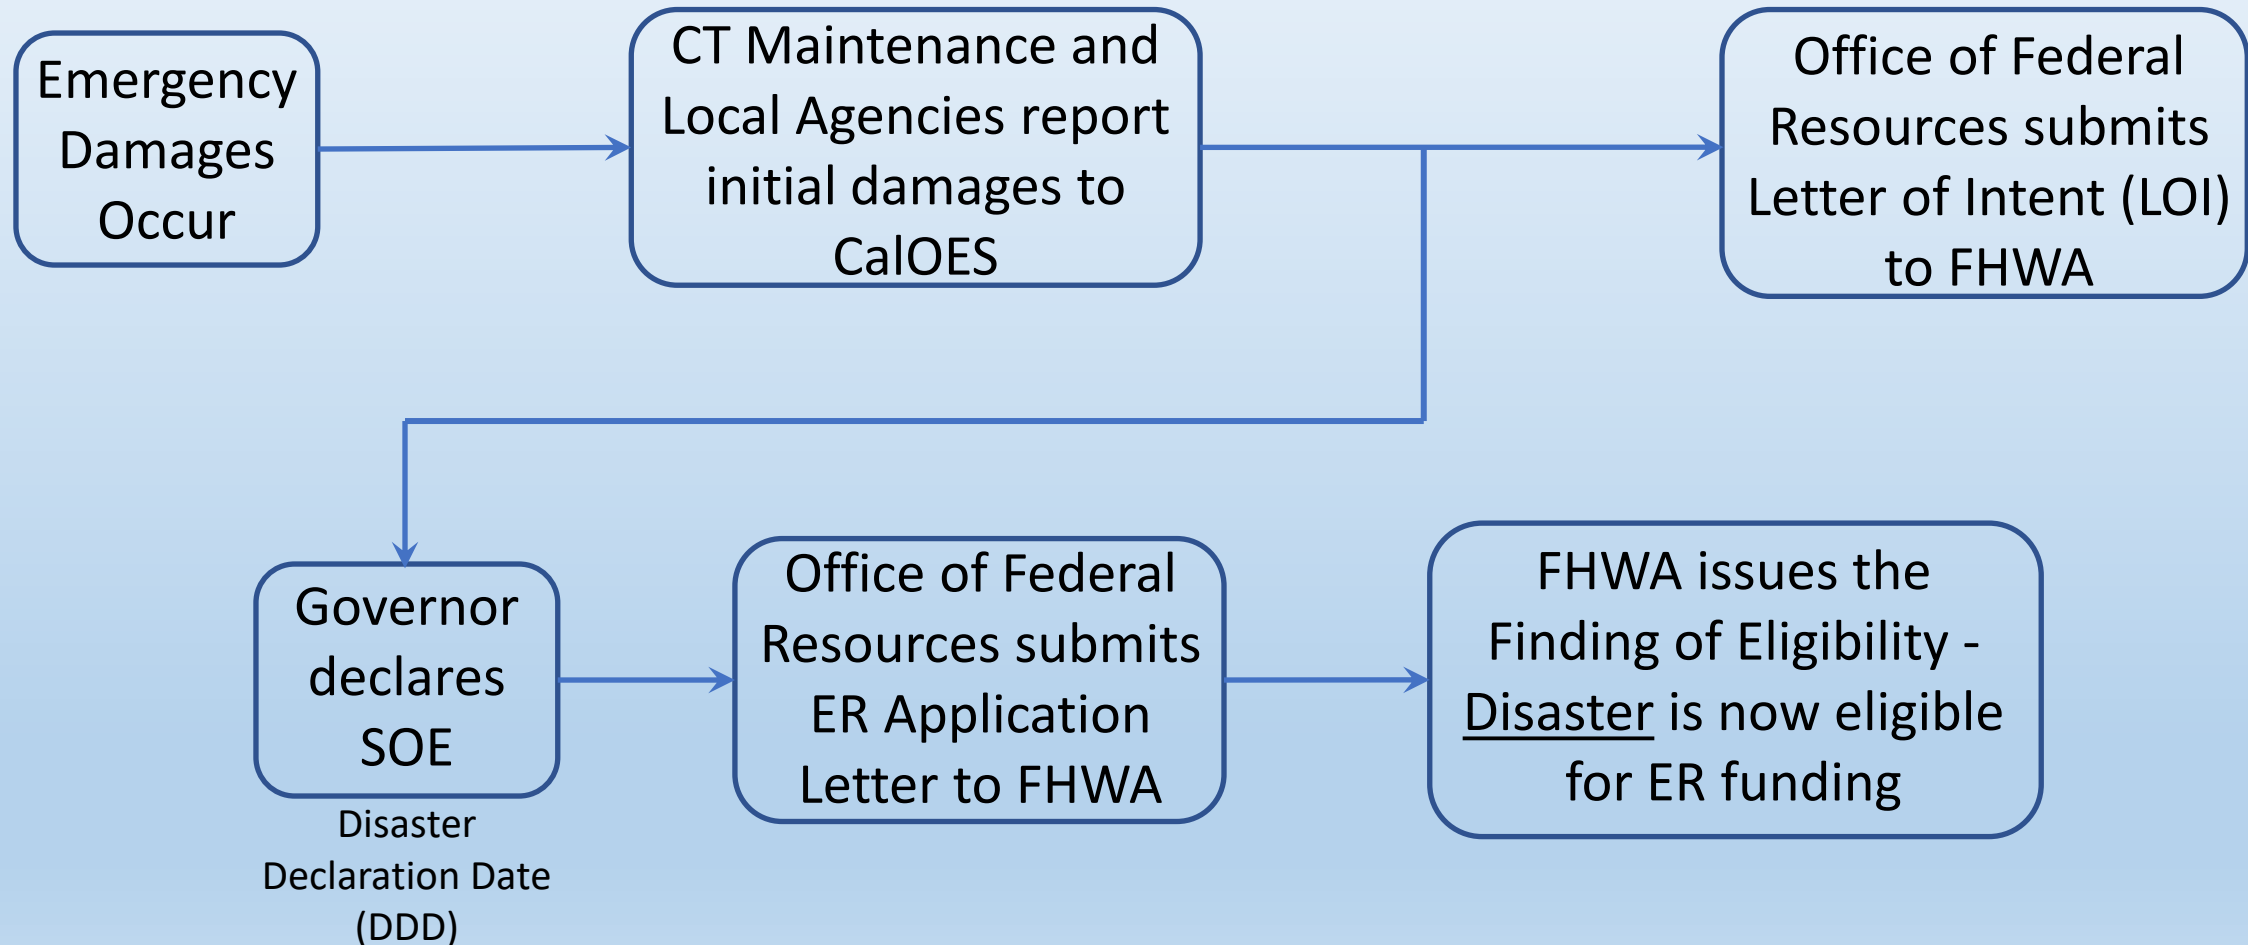 Emergency
Damages
Occur
CT Maintenance and
Local Agencies report
initial damages to
CalOES
Office of Federal
Resources submits
Letter of Intent (LOI)
to FHWA
Governor
declares
SOE
Disaster
Declaration Date
(DDD)
Office of Federal
Resources submits
ER Application
Letter to FHWA
FHWA issues the
Finding of Eligibility -
Disaster is now eligible
for ER funding